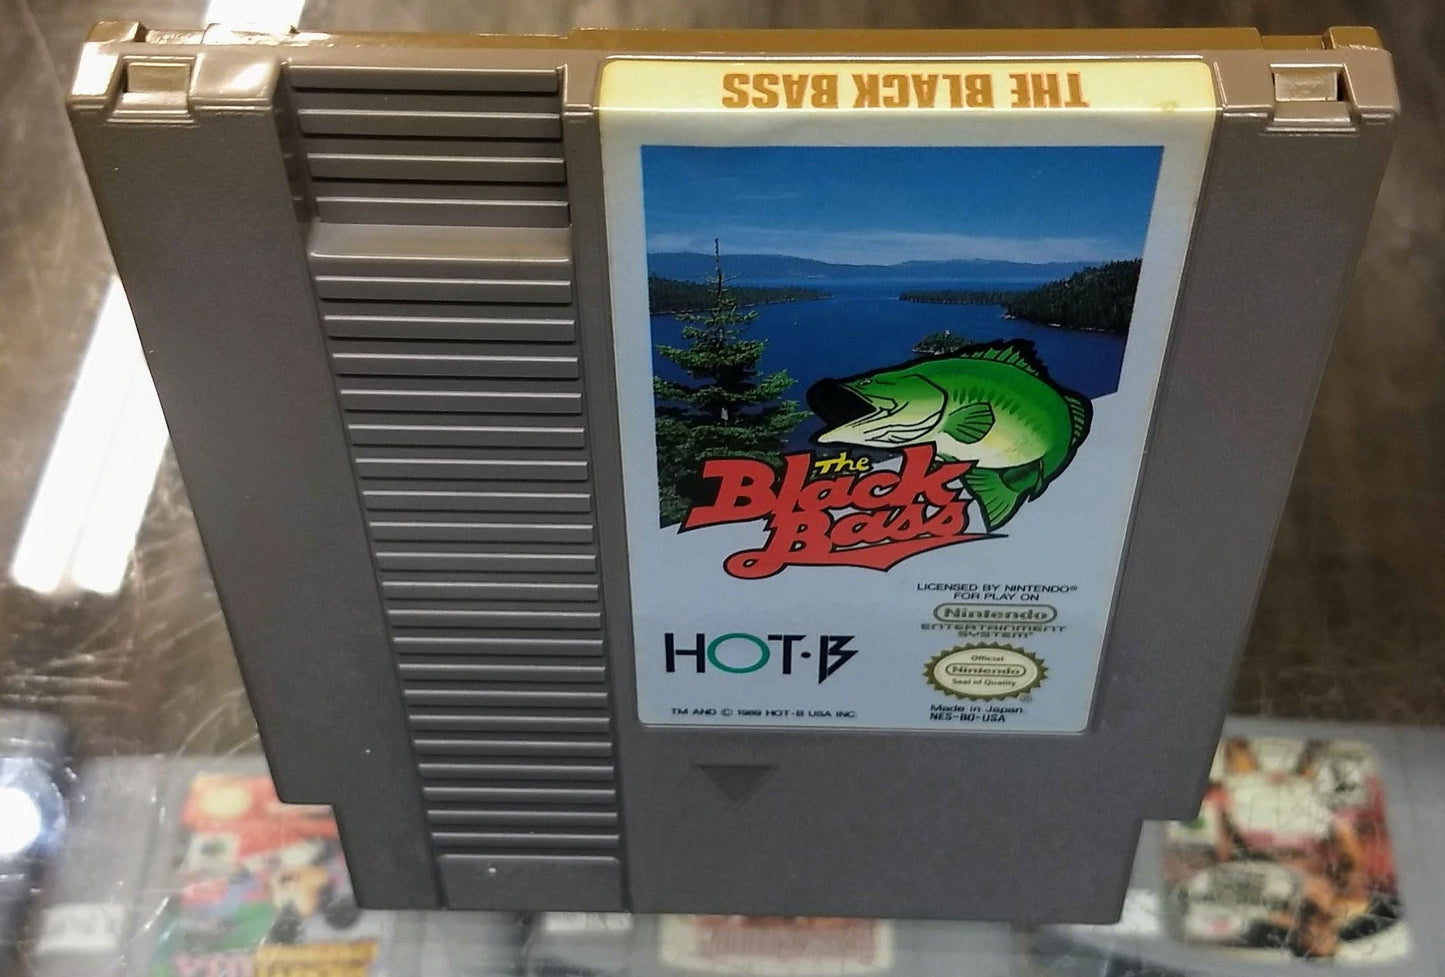 THE BLACK BASS
The
Black
Bass
LICENSED BY NINTENDO®
FOR PLAY ON
Nintendo
ENTERTAINMENT
SYSTEM®
HOT·B
Official
Nintendo
Seal of Quality
®
TM AND © 1989 HOT-B USA INC.
Made in Japan.
NES-BD-USA